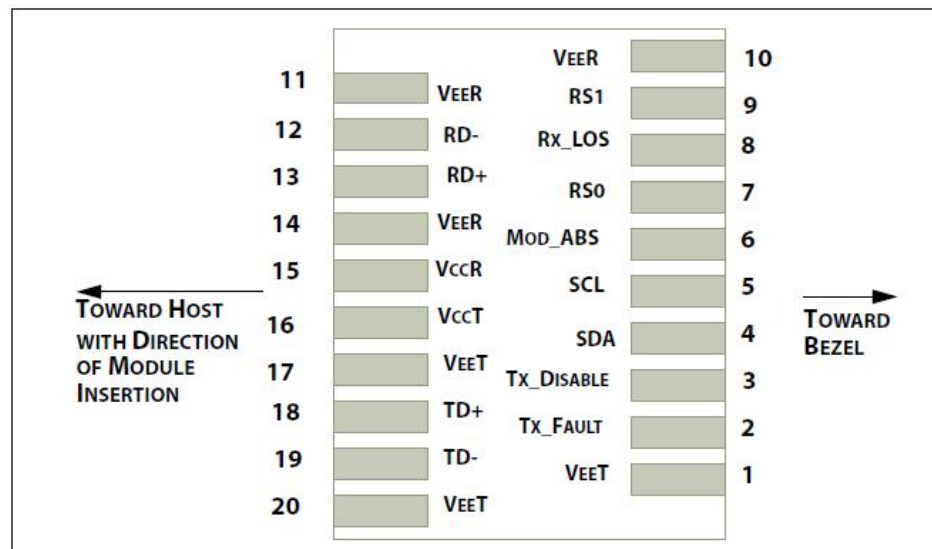 11 VEER
12 RD-
13 RD+
14 VEER
15 VCCR
16 VCCT
17 VEET
18 TD+
19 TD-
20 VEET
VEER 10
RS1 9
RX_LOS 8
RS0 7
MOD_ABS 6
SCL 5
SDA 4
TX_DISABLE 3
TX_FAULT 2
VEET 1
TOWARD HOST
WITH DIRECTION
OF MODULE
INSERTION
TOWARD
BEZEL